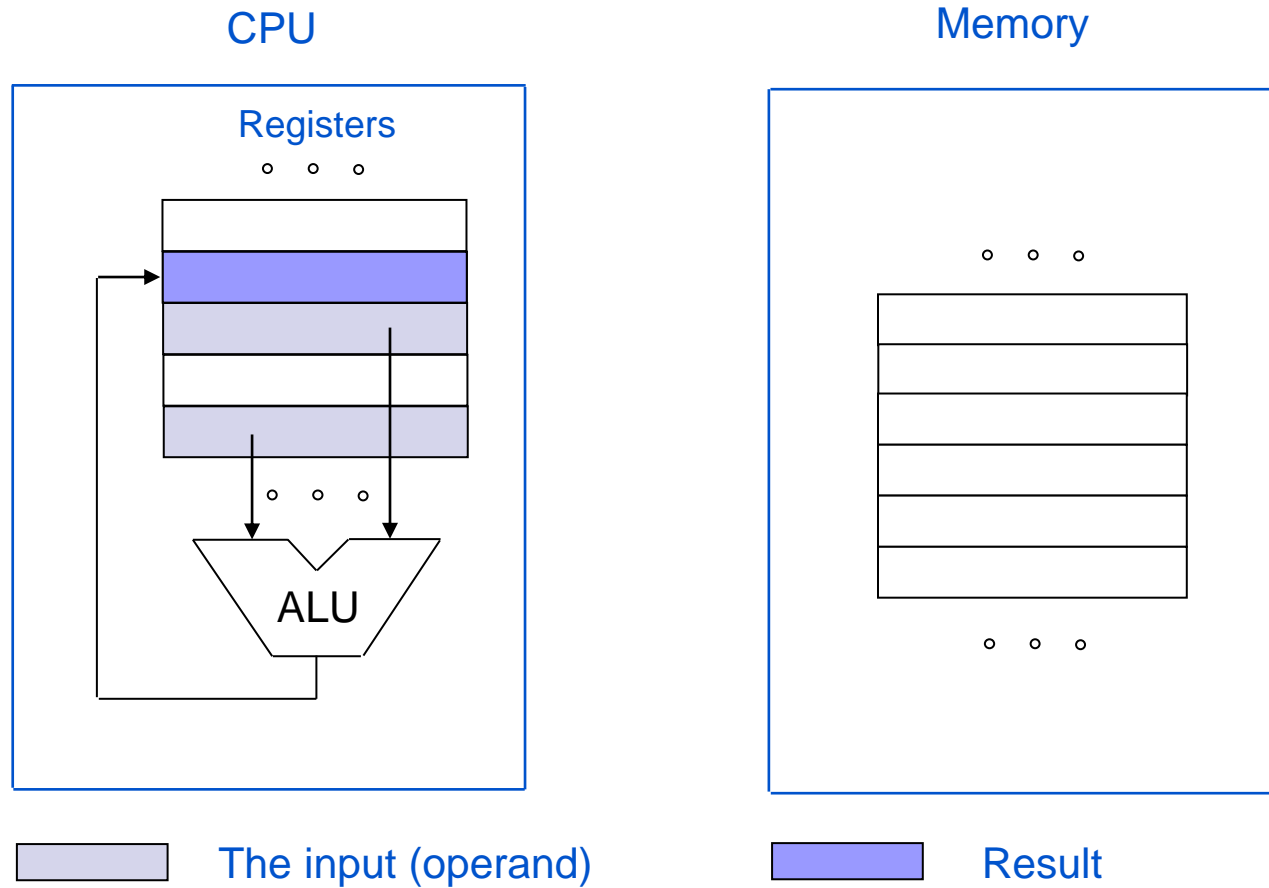 CPU
Memory
Registers
ALU
The input (operand)
Result